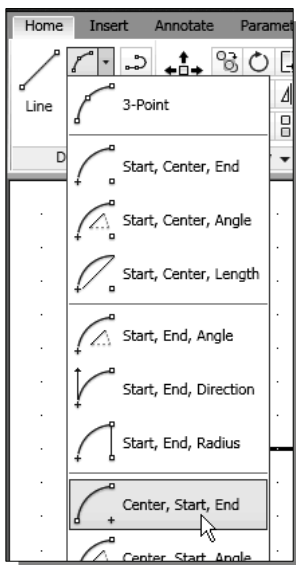 Home Insert Annotate Paramet
Line
D
3-Point
Start, Center, End
Start, Center, Angle
Start, Center, Length
Start, End, Angle
Start, End, Direction
Start, End, Radius
Center, Start, End
Center, Start, Angle